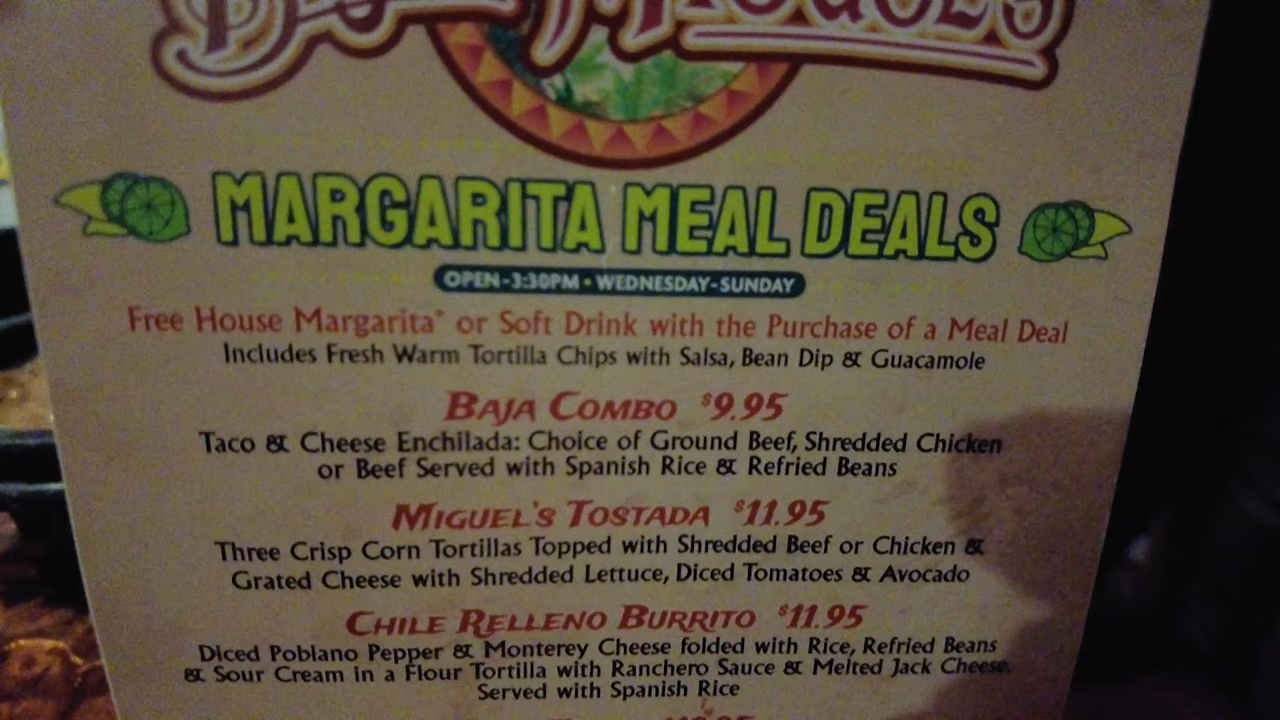 MARGARITA MEAL DEALS
OPEN-3:30PM • WEDNESDAY-SUNDAY
Free House Margarita* or Soft Drink with the Purchase of a Meal Deal
Includes Fresh Warm Tortilla Chips with Salsa, Bean Dip & Guacamole
BAJA COMBO $9.95
Taco & Cheese Enchilada: Choice of Ground Beef, Shredded Chicken
or Beef Served with Spanish Rice & Refried Beans
MIGUEL'S TOSTADA $11.95
Three Crisp Corn Tortillas Topped with Shredded Beef or Chicken &
Grated Cheese with Shredded Lettuce, Diced Tomatoes & Avocado
CHILE RELLENO BURRITO $11.95
Diced Poblano Pepper & Monterey Cheese folded with Rice, Refried Beans
& Sour Cream in a Flour Tortilla with Ranchero Sauce & Melted Jack Cheese.
Served with Spanish Rice